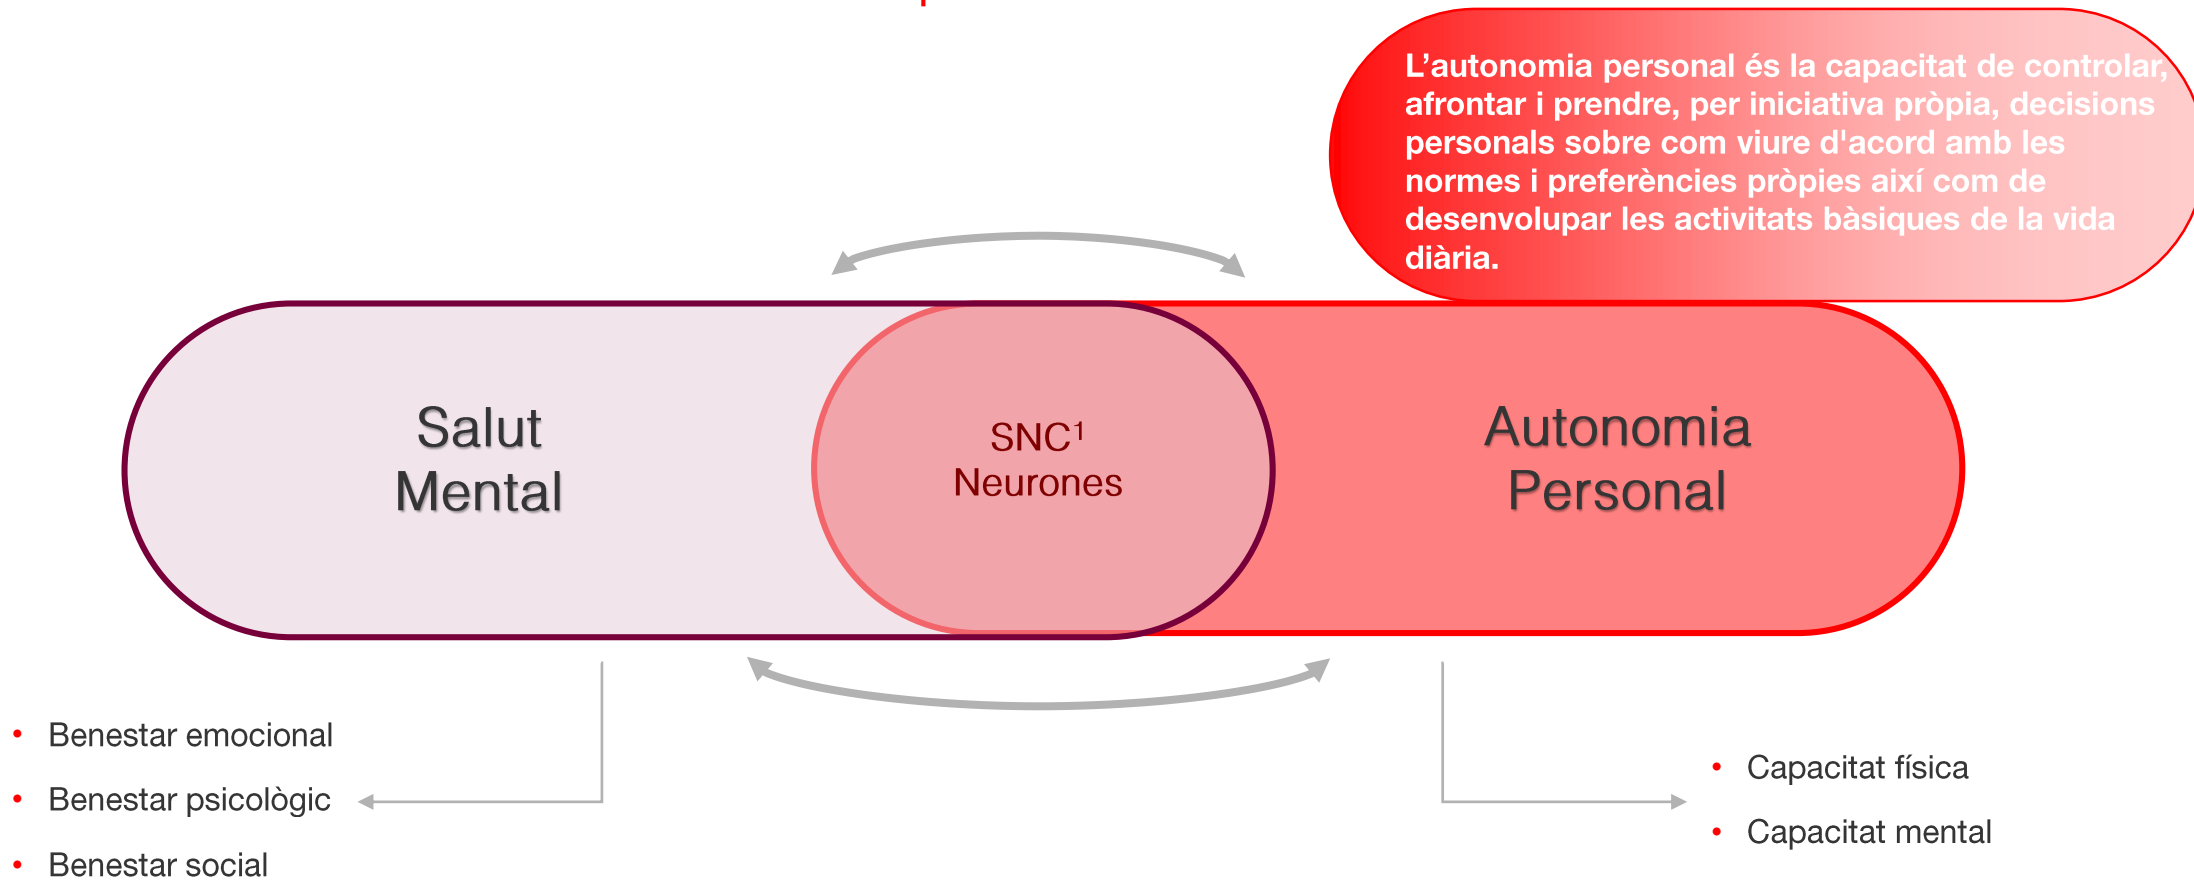 L’autonomia personal és la capacitat de controlar,
afrontar i prendre, per iniciativa pròpia, decisions
personals sobre com viure d'acord amb les
normes i preferències pròpies així com de
desenvolupar les activitats bàsiques de la vida
diària.
Salut
Mental
SNC¹
Neurones
Autonomia
Personal
• Benestar emocional
• Benestar psicològic
• Benestar social
• Capacitat física
• Capacitat mental